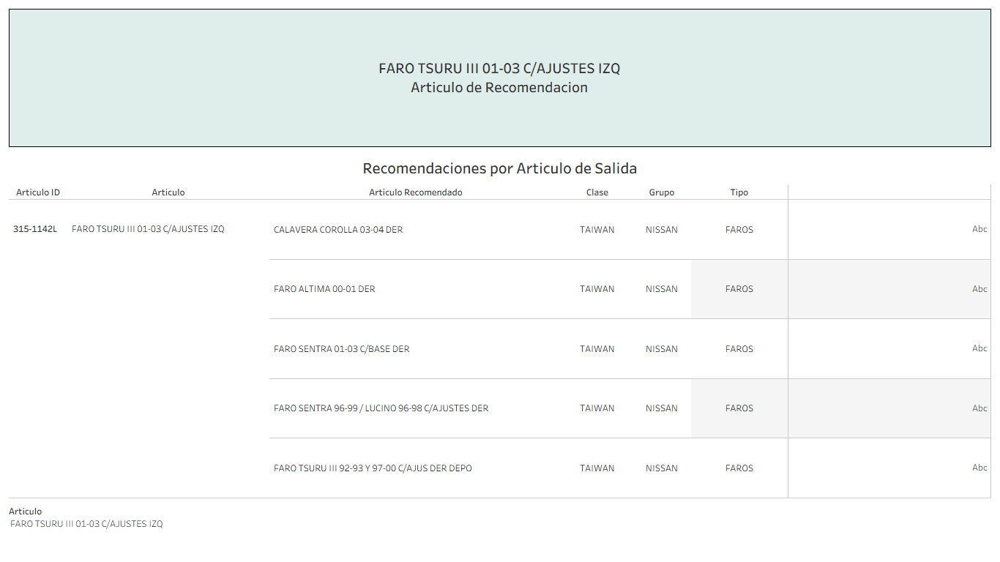 FARO TSURU III 01-03 C/AJUSTES IZQ
Articulo de Recomendacion
Recomendaciones por Articulo de Salida
Articulo ID Articulo Articulo Recomendado Clase Grupo Tipo
315-1142L FARO TSURU III 01-03 C/AJUSTES IZQ CALAVERA COROLLA 03-04 DER TAIWAN NISSAN FAROS Abc
FARO ALTIMA 00-01 DER TAIWAN NISSAN FAROS Abc
FARO SENTRA 01-03 C/BASE DER TAIWAN NISSAN FAROS Abc
FARO SENTRA 96-99 / LUCINO 96-98 C/AJUSTES DER TAIWAN NISSAN FAROS Abc
FARO TSURU III 92-93 Y 97-00 C/AJUS DER DEPO TAIWAN NISSAN FAROS Abc
Articulo
FARO TSURU III 01-03 C/AJUSTES IZQ